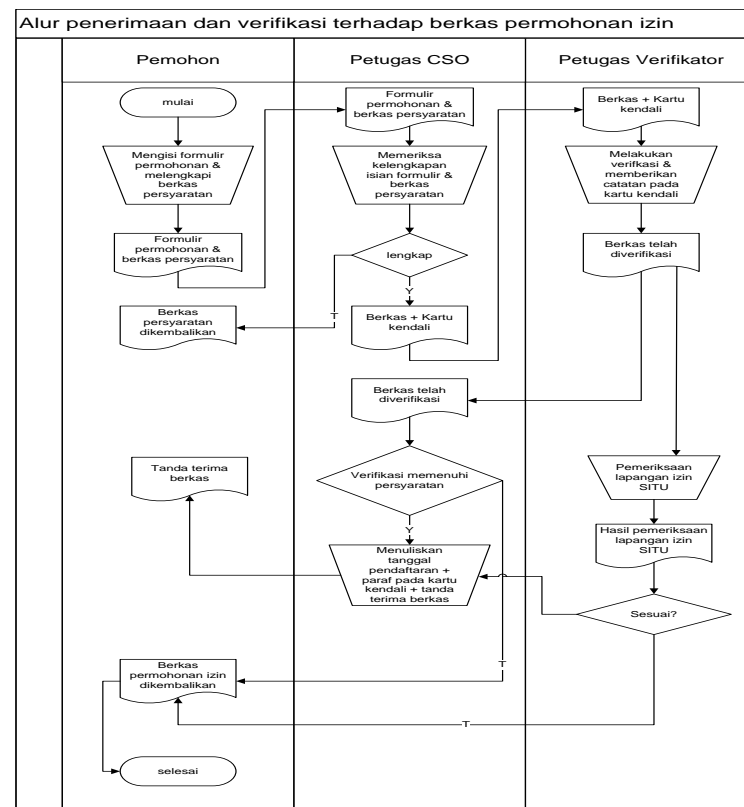 Alur penerimaan dan verifikasi terhadap berkas permohonan izin
Pemohon
Petugas CSO
Petugas Verifikator
mulai
Formulir
permohonan &
berkas persyaratan
Berkas + Kartu
kendali
Mengisi formulir
permohonan &
melengkapi
berkas
persyaratan
Memeriksa
kelengkapan
isian formulir &
berkas
persyaratan
Melakukan
verifkasi &
memberikan
catatan pada
kartu kendali
Formulir
permohonan &
berkas persyaratan
lengkap
Berkas telah
diverifikasi
Y
T
Berkas
persyaratan
dikembalikan
Berkas + Kartu
kendali
Berkas telah
diverifikasi
Tanda terima
berkas
Verifikasi memenuhi
persyaratan
Pemeriksaan
lapangan izin
SITU
Y
Hasil pemeriksaan
lapangan izin
SITU
Menuliskan
tanggal
pendaftaran +
paraf pada kartu
kendali + tanda
terima berkas
Sesuai?
T
Berkas
permohonan izin
dikembalikan
T
selesai